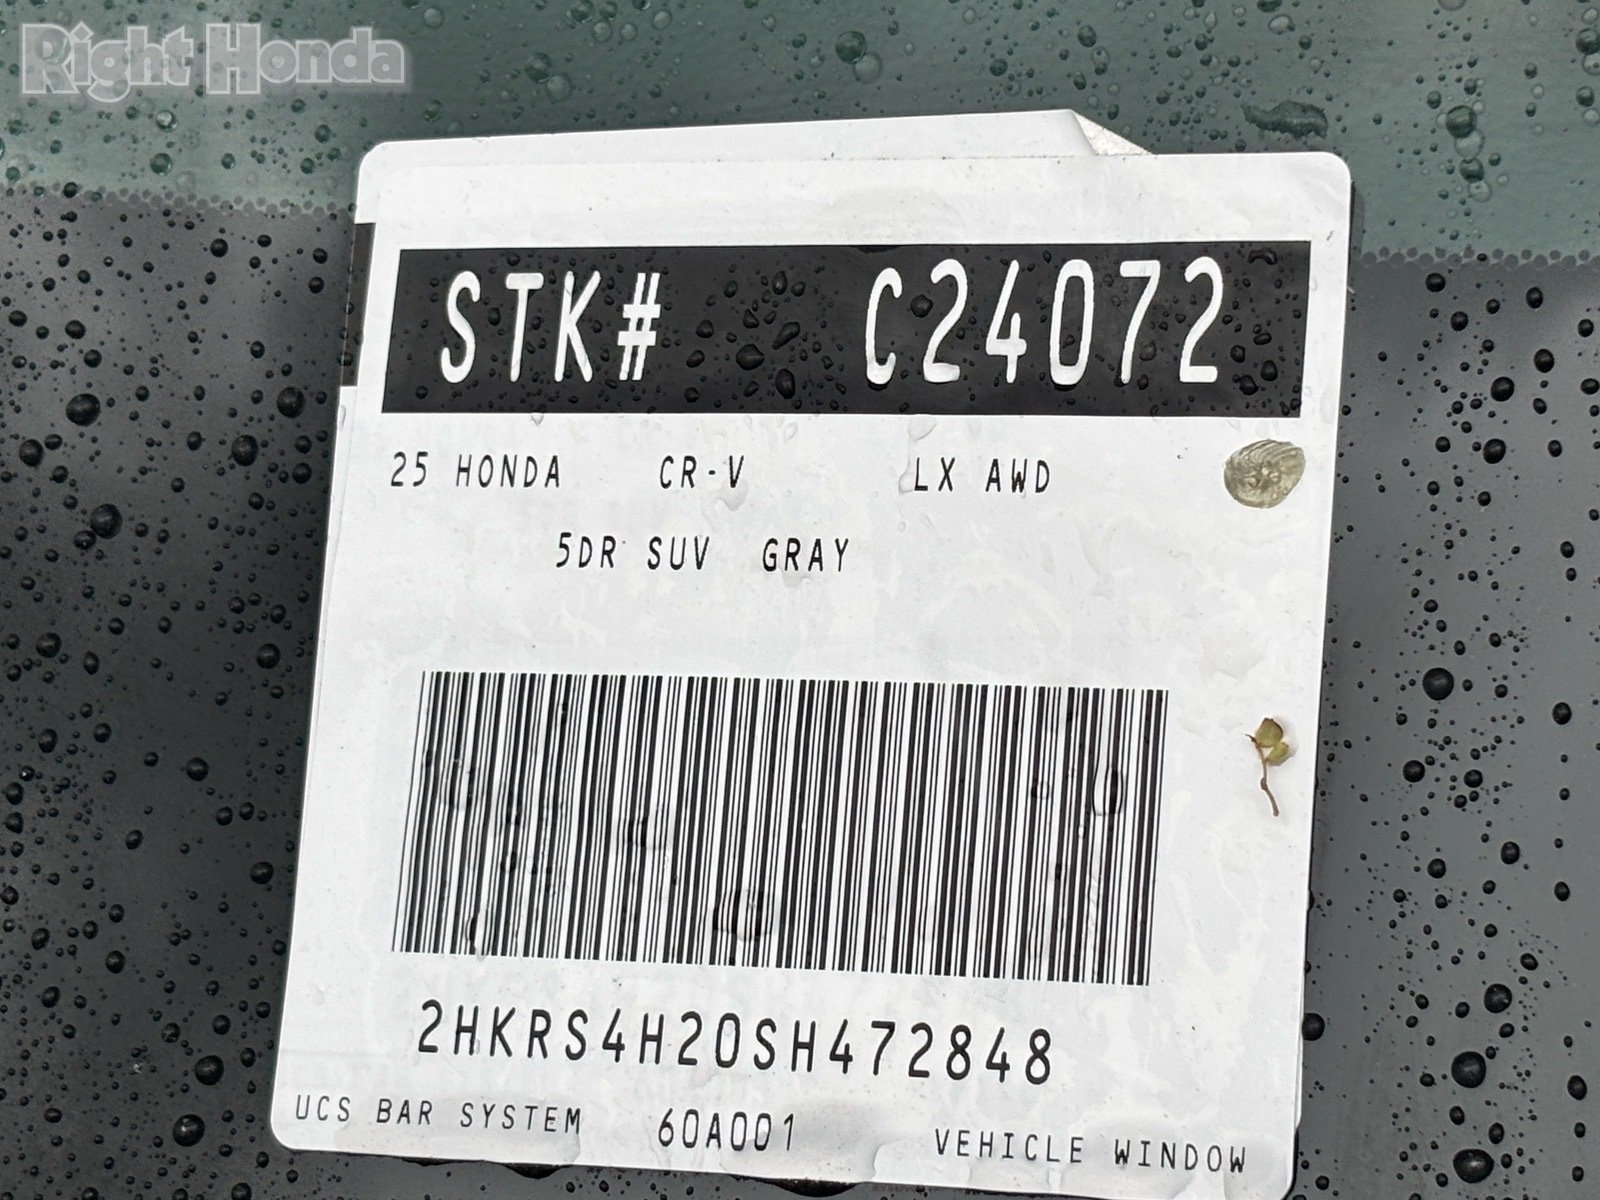 Right Honda
STK# C24072
25 HONDA CR-V LX AWD
5DR SUV GRAY
2HKRS4H20SH472848
UCS BAR SYSTEM 60A001 VEHICLE WINDOW